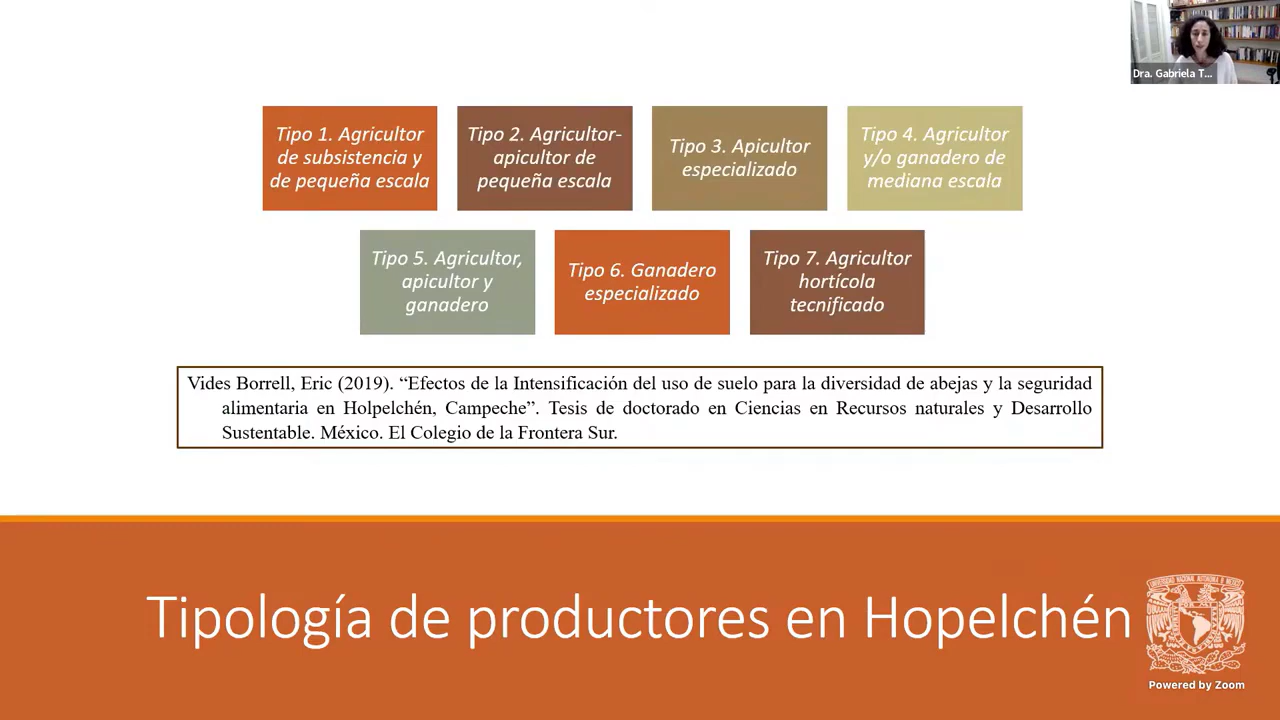 Dra. Gabriela T...
Tipo 1. Agricultor
de subsistencia y
de pequeña escala
Tipo 2. Agricultor-
apicultor de
pequeña escala
Tipo 3. Apicultor
especializado
Tipo 4. Agricultor
y/o ganadero de
mediana escala
Tipo 5. Agricultor,
apicultor y
ganadero
Tipo 6. Ganadero
especializado
Tipo 7. Agricultor
hortícola
tecnificado
Vides Borrell, Eric (2019). “Efectos de la Intensificación del uso de suelo para la diversidad de abejas y la seguridad
alimentaria en Holpelchén, Campeche”. Tesis de doctorado en Ciencias en Recursos naturales y Desarrollo
Sustentable. México. El Colegio de la Frontera Sur.
Tipología de productores en Hopelchén
Powered by Zoom